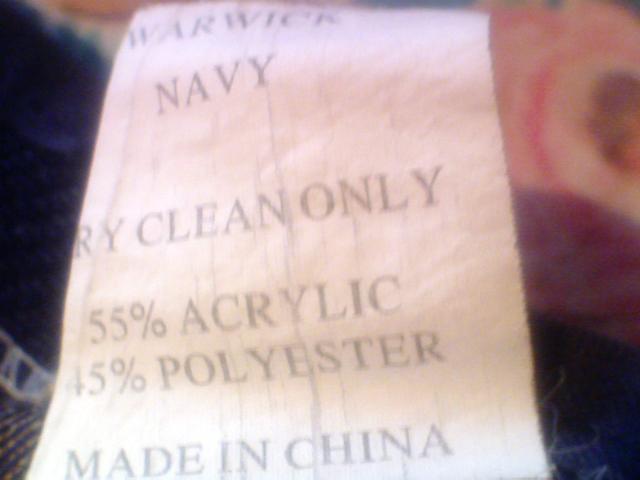 WARWICK
NAVY
RY CLEAN ONLY
55% ACRYLIC
45% POLYESTER
MADE IN CHINA